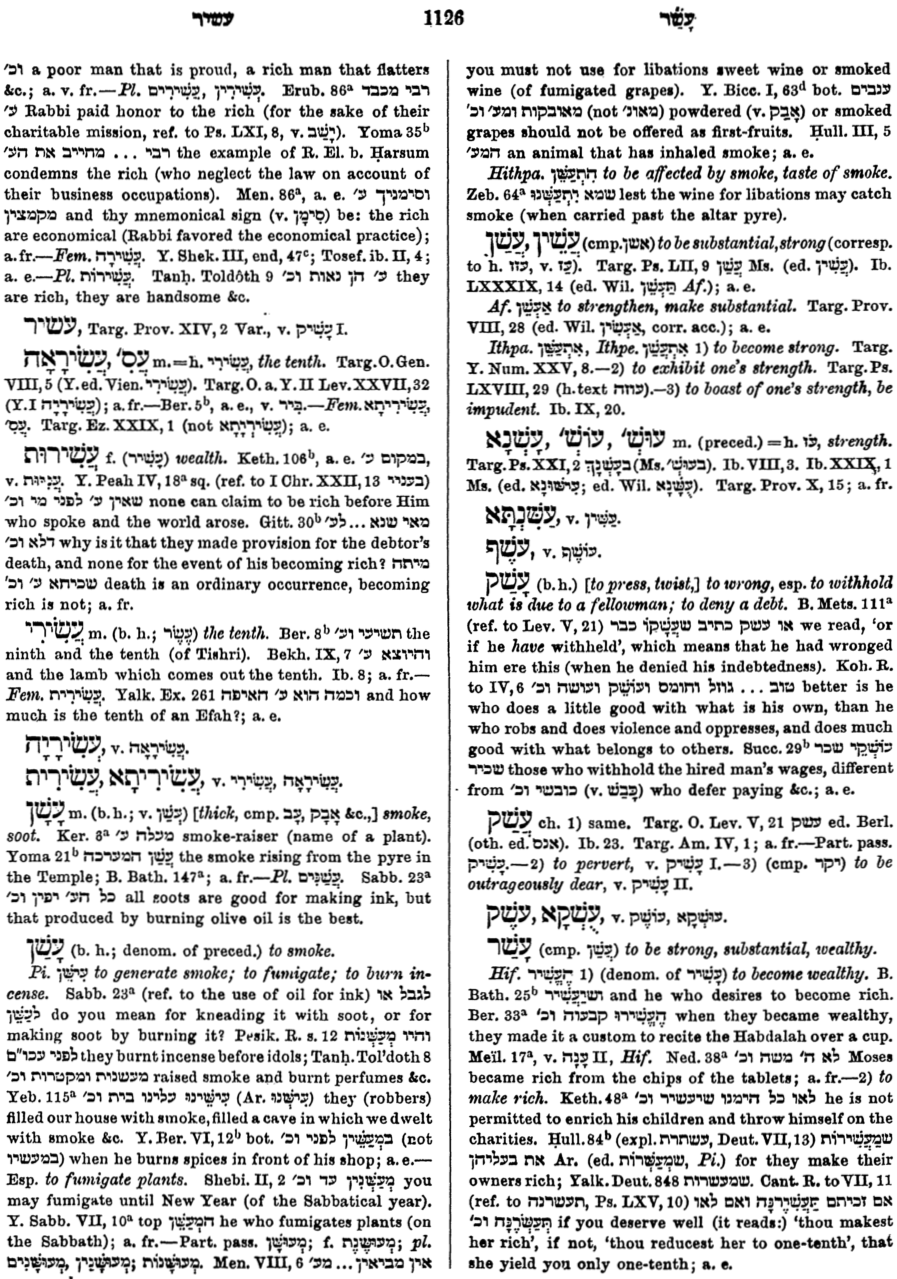 עשיר
1126
עָשַׁר
וכ׳ a poor man that is proud, a rich man that flatters
&c.; a. v. fr.—Pl. עֲשִׁירִים, עֲשִׁירִין. Erub. 86ᵃ רבי מכבד
ע׳ Rabbi paid honor to the rich (for the sake of their
charitable mission, ref. to Ps. LXI, 8, v. יָשַׁב). Yoma 35ᵇ
רבי ... מחייב את הע׳ the example of R. El. b. Ḥarsum
condemns the rich (who neglect the law on account of
their business occupations). Men. 86ᵃ, a. e. וסימניך ע׳
מקמצין and thy mnemonical sign (v. סִימָן) be: the rich
are economical (Rabbi favored the economical practice);
a. fr.—Fem. עֲשִׁירָה. Y. Shek. III, end, 47ᶜ; Tosef. ib. II, 4;
a. e.—Pl. עֲשִׁירוֹת. Tanḥ. Toldoth 9 ע׳ הן נאות וכ׳ they
are rich, they are handsome &c.
עשיר, Targ. Prov. XIV, 2 Var., v. עָשִׁיק I.
עֲשִׂירָאָה, עֲס׳ m.=h. עֲשִׂירִי, the tenth. Targ. O. Gen.
VIII, 5 (Y. ed. Vien. עֲשִׂירִי). Targ. O. a. Y. II Lev. XXVII, 32
(Y. I עֲשִׂירָיָה); a. fr.—Ber. 5ᵇ, a. e., v. בִּיר.—Fem. עֲשִׂירֵיתָא,
עֲס׳. Targ. Ez. XXIX, 1 (not עֲשִׂירְיָתָא); a. e.
עֲשִׁירוּת f. (עָשִׁיר) wealth. Keth. 106ᵇ, a. e. במקום ע׳,
v. עֲנִיּוּת. Y. Peah IV, 18ᵃ sq. (ref. to I Chr. XXII, 13 בעניי)
שאין ע׳ לפני מי וכ׳ none can claim to be rich before Him
who spoke and the world arose. Gitt. 30ᵇ מאי שנא ... לע׳
דלא וכ׳ why is it that they made provision for the debtor's
death, and none for the event of his becoming rich? מיתה
שכיחא ע׳ וכ׳ death is an ordinary occurrence, becoming
rich is not; a. fr.
עֲשִׂירִי m. (b. h.; עֶשֶׂר) the tenth. Ber. 8ᵇ תשיעי וע׳ the
ninth and the tenth (of Tishri). Bekh. IX, 7 והיוצא ע׳
and the lamb which comes out the tenth. Ib. 8; a. fr.—
Fem. עֲשִׂירִית. Yalk. Ex. 261 וכמה הוא ע׳ האיפה and how
much is the tenth of an Efah?; a. e.
עֲשִׂירָיָה, v. עֲשִׂירָאָה.
עֲשִׂירִיתָא, עֲשִׂירִית, v. עֲשִׂירָאָה, עֲשִׂירִי.
עָשָׁן m. (b. h.; v. עָשֵׁן) [thick, cmp. עָב, אָבָק &c.,] smoke,
soot. Ker. 6ᵃ מעלה ע׳ smoke-raiser (name of a plant).
Yoma 21ᵇ עֲשַׁן המערכה the smoke rising from the pyre in
the Temple; B. Bath. 147ᵃ; a. fr.—Pl. עֲשָׁנִים. Sabb. 23ᵃ
כל הע׳ יפין וכ׳ all soots are good for making ink, but
that produced by burning olive oil is the best.
עָשַׁן (b. h.; denom. of preced.) to smoke.
Pi. עִישֵּׁן to generate smoke; to fumigate; to burn in-
cense. Sabb. 23ᵃ (ref. to the use of oil for ink) לגבל או
לְעַשֵּׁן do you mean for kneading it with soot, or for
making soot by burning it? Pesik. R. s. 12 והיו מְעַשְּׁנוֹת
לפני עכו״ם they burnt incense before idols; Tanḥ. Tol'doth 8
מעשנות ומקטרות וכ׳ raised smoke and burnt perfumes &c.
Yeb. 115ᵃ עִישֵּׁינוּ עלינו בית וכ׳ (Ar. עִישְּׁנוּ) they (robbers)
filled our house with smoke, filled a cave in which we dwelt
with smoke &c. Y. Ber. VI, 12ᵇ bot. בִּמְעַשֵּׁין לפני וכ׳ (not
במעשיו) when he burns spices in front of his shop; a. e.—
Esp. to fumigate plants. Shebi. II, 2 מְעַשְּׁנִין עד וכ׳ you
may fumigate until New Year (of the Sabbatical year).
Y. Sabb. VII, 10ᵃ top הַמְעַשֵּׁן he who fumigates plants (on
the Sabbath); a. fr.—Part. pass. מְעוּשָּׁן; f. מְעוּשֶּׁנֶת; pl.
מְעוּשָּׁנִים, מְעוּשָּׁנִין; מְעוּשָּׁנוֹת. Men. VIII, 6 אין מביאין ... מע׳
you must not use for libations sweet wine or smoked
wine (of fumigated grapes). Y. Bicc. I, 63ᵈ bot. ענבים
מאובקות ומע׳ וכ׳ (not מאונ׳) powdered (v. אָבַק) or smoked
grapes should not be offered as first-fruits. Ḥull. III, 5
המע׳ an animal that has inhaled smoke; a. e.
Hithpa. הִתְעַשֵּׁן to be affected by smoke, taste of smoke.
Zeb. 64ᵃ שמא יִתְעַשְּׁנוּ lest the wine for libations may catch
smoke (when carried past the altar pyre).
עֲשֵׁין, עֲשַׁן (cmp. אשן) to be substantial, strong (corresp.
to h. עזז, v. עַז). Targ. Ps. LII, 9 עֲשַׁן Ms. (ed. עֲשֵׁין). Ib.
LXXXIX, 14 (ed. Wil. תַּעְשֵׁן Af.); a. e.
Af. אַעְשֵׁן to strengthen, make substantial. Targ. Prov.
VIII, 28 (ed. Wil. אַעֲשֵׁין, corr. acc.); a. e.
Ithpa. אִתְעַשַּׁן, Ithpe. אִתְעֲשַׁן 1) to become strong. Targ.
Y. Num. XXV, 8.—2) to exhibit one's strength. Targ. Ps.
LXVIII, 29 (h. text עוזה).—3) to boast of one's strength, be
impudent. Ib. IX, 20.
עָשְׁנָא, עוֹשׁ׳, עוּשׁ׳ m. (preced.) =h. עֹז, strength.
Targ. Ps. XXI, 2 בְּעָשְׁנָךְ (Ms. בעוּשׁ׳). Ib. VIII, 3. Ib. XXIX, 1
Ms. (ed. עִישׁוּנָא; ed. Wil. עֻשְּׁנָא). Targ. Prov. X, 15; a. fr.
עַשִּׁנְתָּא, v. עַשִּׁין.
עֹשֶׁף, v. עוֹשֶׁף.
עָשַׁק (b. h.) [to press, twist,] to wrong, esp. to withhold
what is due to a fellowman; to deny a debt. B. Mets. 111ᵃ
(ref. to Lev. V, 21) או עשק כתיב שֶׁעֲשָׁקוֹ כבר we read, 'or
if he have withheld', which means that he had wronged
him ere this (when he denied his indebtedness). Koh. R.
to IV, 6 טוב ... גוזל וחומס ועוֹשֵׁק ועושה וכ׳ better is he
who does a little good with what is his own, than he
who robs and does violence and oppresses, and does much
good with what belongs to others. Succ. 29ᵇ עוֹשְׁקֵי שכר
שכיר those who withhold the hired man's wages, different
from כובשי וכ׳ (v. כָּבַשׁ) who defer paying &c.; a. e.
עֲשַׁק ch. 1) same. Targ. O. Lev. V, 21 עשק ed. Berl.
(oth. ed. אנס). Ib. 23. Targ. Am. IV, 1; a. fr.—Part. pass.
עֲשִׁיק.—2) to pervert, v. עָשִׁיק I.—3) (cmp. יקר) to be
outrageously dear, v. עָשִׁיק II.
עֹשֶׁק, עֻשְׁקָא, עֹשֶׁק, v. עוֹשֶׁק, עוּשְׁקָא.
עָשַׁר (cmp. עָשַׁן) to be strong, substantial, wealthy.
Hif. הֶעֱשִׁיר 1) (denom. of עָשִׁיר) to become wealthy. B.
Bath. 25ᵇ ושיַּעֲשִׁיר and he who desires to become rich.
Ber. 33ᵃ הֶעֱשִׁירוּ קבעוה וכ׳ when they became wealthy,
they made it a custom to recite the Habdalah over a cup.
Meïl. 17ᵃ, v. עָנָה II, Hif. Ned. 38ᵃ לא ה׳ משה וכ׳ Moses
became rich from the chips of the tablets; a. fr.—2) to
make rich. Keth. 48ᵃ לאו כל הימנו שיעשיר וכ׳ he is not
permitted to enrich his children and throw himself on the
charities. Ḥull. 84ᵇ (expl. עשתרות, Deut. VII, 13) שמַּעֲשִׁירוֹת
את בעליהן Ar. (ed. שמְּעַשְּׁרוֹת, Pi.) for they make their
owners rich; Yalk. Deut. 848 שמעשרות. Cant. R. to VII, 11
(ref. to תעשרנה, Ps. LXV, 10) אם זכיתם תַּעֲשִׁירֶנָּה ואם לאו
תְּעַשְּׂרֶנָּה וכ׳ if you deserve well (it reads:) 'thou makest
her rich', if not, 'thou reducest her to one-tenth', that
she yield you only one-tenth; a. e.